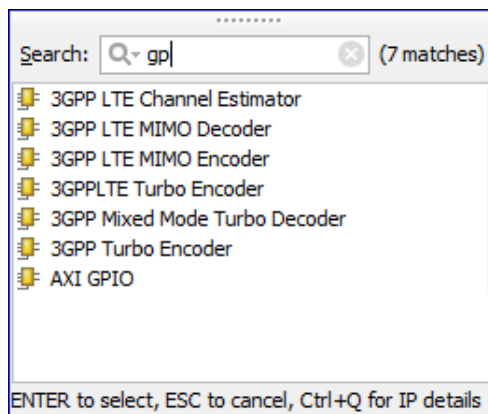 Search: gp (7 matches)
3GPP LTE Channel Estimator
3GPP LTE MIMO Decoder
3GPP LTE MIMO Encoder
3GPPLTE Turbo Encoder
3GPP Mixed Mode Turbo Decoder
3GPP Turbo Encoder
AXI GPIO
ENTER to select, ESC to cancel, Ctrl+Q for IP details